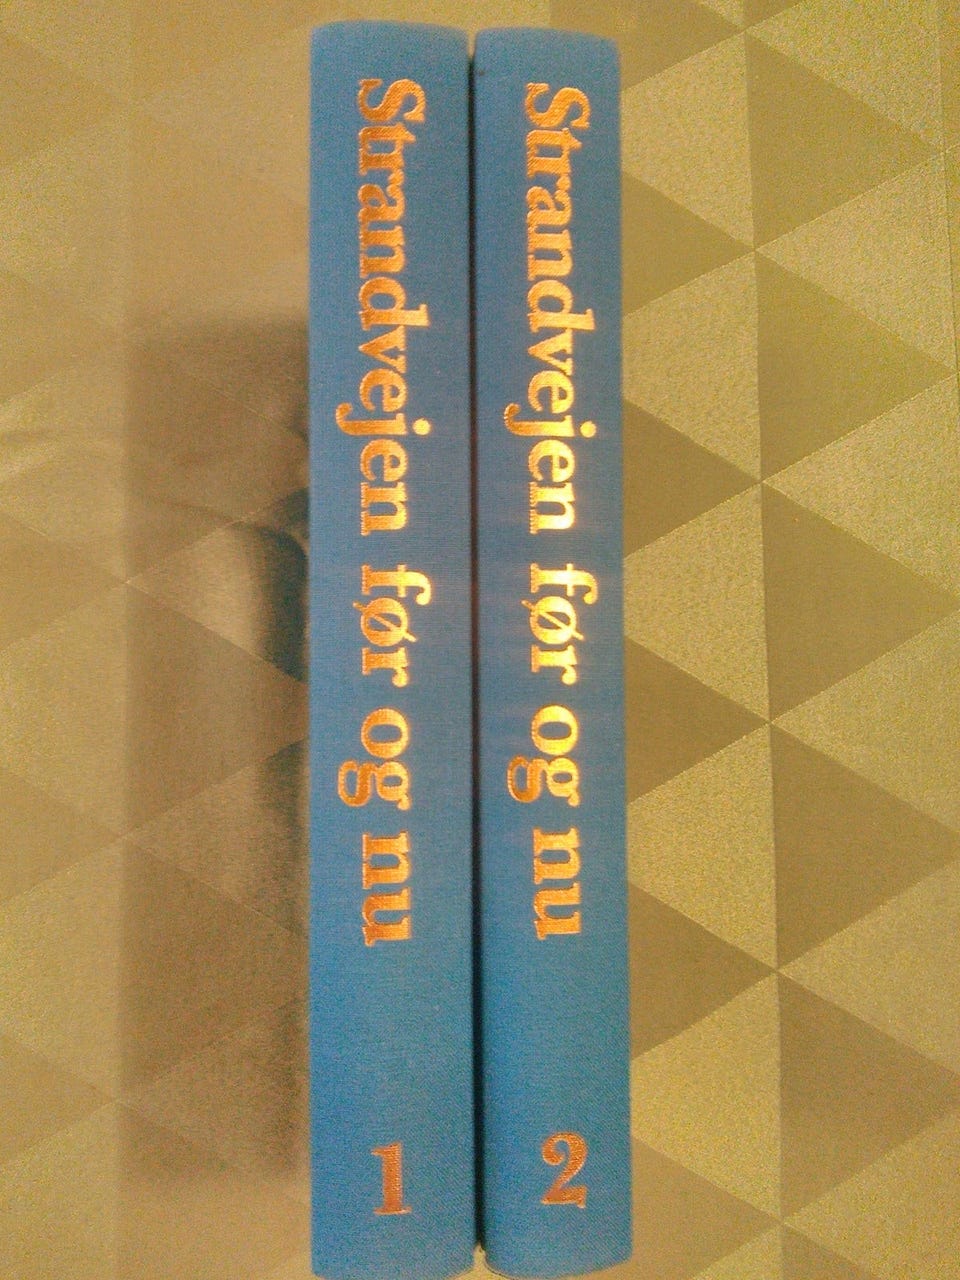 Strandvejen før og nu
1
Strandvejen før og nu
2